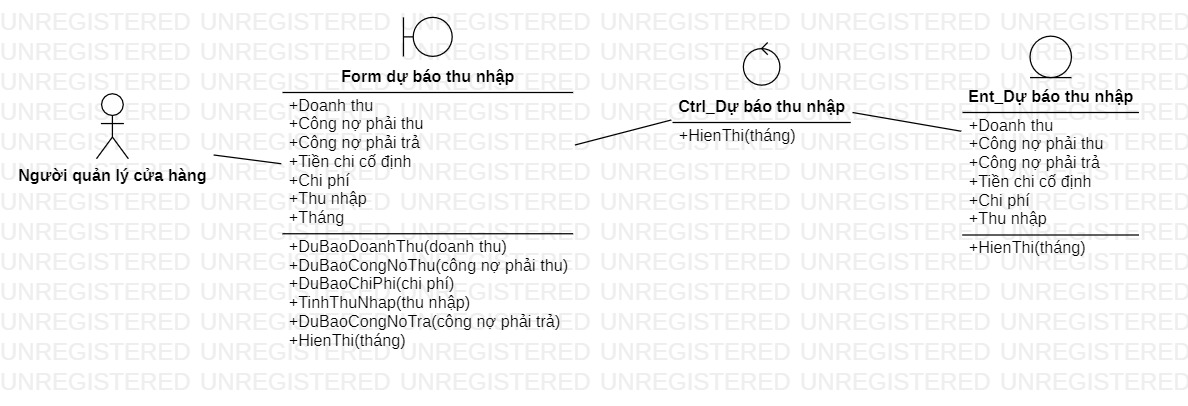 UNREGISTERED UNREGISTERED UNREGISTERED UNREGISTERED UNREGISTERED UNREGISTERED
Người quản lý cửa hàng
Form dự báo thu nhập
+Doanh thu
+Công nợ phải thu
+Công nợ phải trả
+Tiền chi cố định
+Chi phí
+Thu nhập
+Tháng
+DuBaoDoanhThu(doanh thu)
+DuBaoCongNoThu(công nợ phải thu)
+DuBaoChiPhi(chi phí)
+TinhThuNhap(thu nhập)
+DuBaoCongNoTra(công nợ phải trả)
+HienThi(tháng)
Ctrl_Dự báo thu nhập
+HienThi(tháng)
Ent_Dự báo thu nhập
+Doanh thu
+Công nợ phải thu
+Công nợ phải trả
+Tiền chi cố định
+Chi phí
+Thu nhập
+HienThi(tháng)